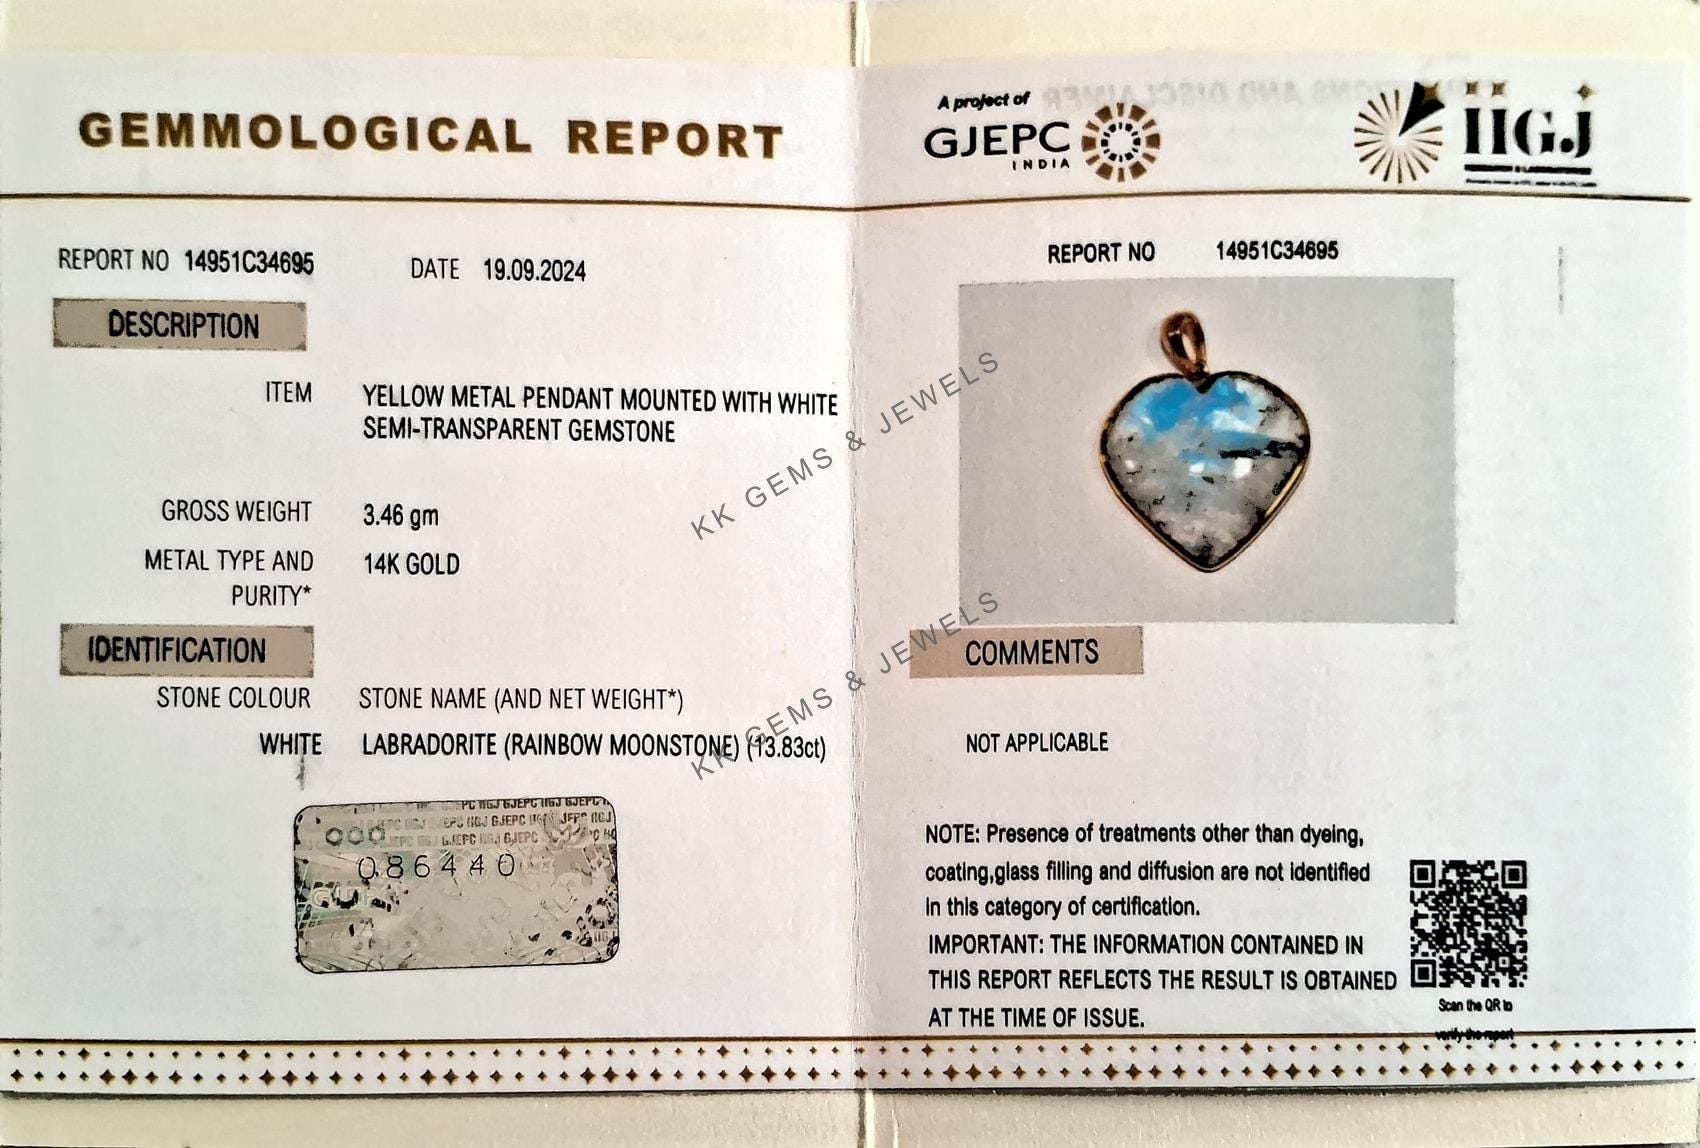 GEMMOLOGICAL REPORT
REPORT NO 14951C34695
DATE 19.09.2024
DESCRIPTION
ITEM YELLOW METAL PENDANT MOUNTED WITH WHITE
SEMI-TRANSPARENT GEMSTONE
GROSS WEIGHT 3.46 gm
METAL TYPE AND 14K GOLD
PURITY*
IDENTIFICATION
STONE COLOUR STONE NAME (AND NET WEIGHT*)
WHITE LABRADORITE (RAINBOW MOONSTONE) (13.83ct)
086440
A project of
GJEPC
INDIA
IIGJ
REPORT NO 14951C34695
COMMENTS
NOT APPLICABLE
NOTE: Presence of treatments other than dyeing,
coating,glass filling and diffusion are not identified
in this category of certification.
IMPORTANT: THE INFORMATION CONTAINED IN
THIS REPORT REFLECTS THE RESULT IS OBTAINED
AT THE TIME OF ISSUE.
Scan the QR to
verify the report
KK GEMS & JEWELS
KK GEMS & JEWELS